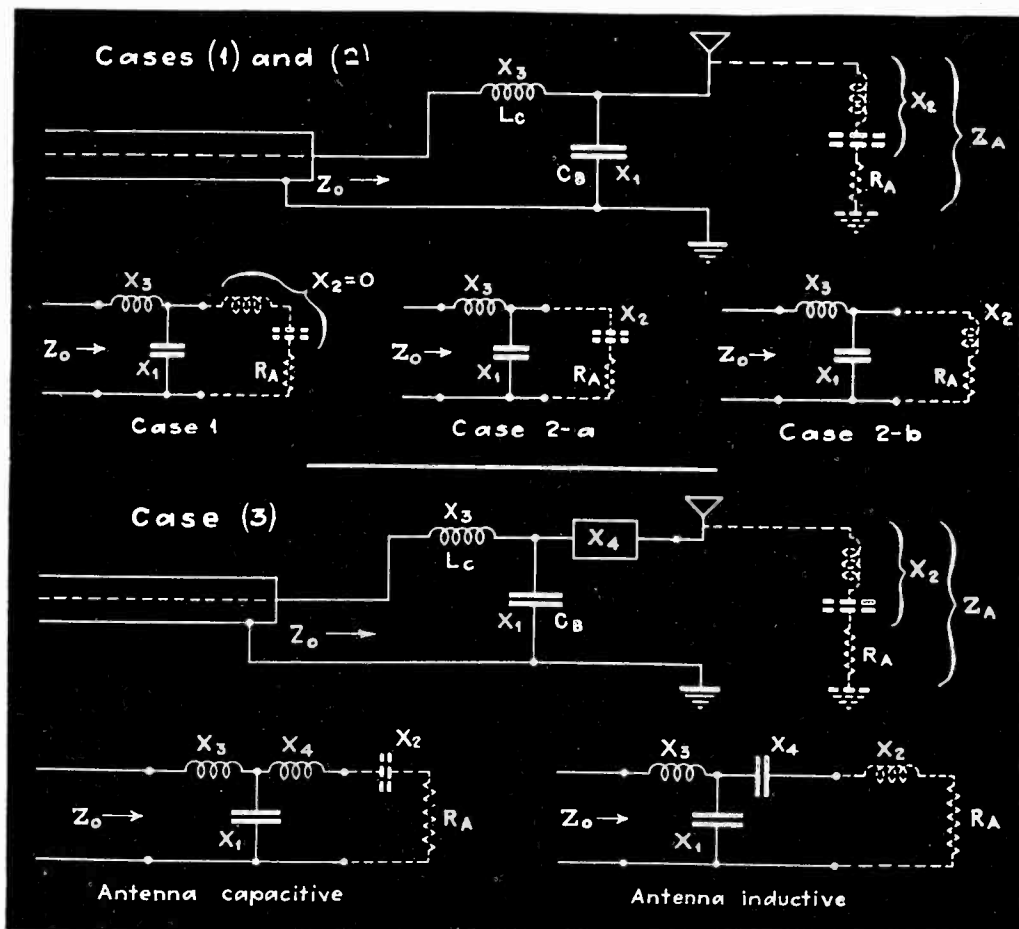 Cases (1) and (2)
X3
LC
CB X1
Z0 →
X2
ZA
RA
X3
X2=0
Z0 →
X1
RA
Case 1
X3
X2
Z0 →
X1
RA
Case 2-a
X3
X2
Z0 →
X1
RA
Case 2-b
Case (3)
X3
LC
X4
X1 CB
Z0 →
X2
ZA
RA
X3 X4 X2
Z0 →
X1
RA
Antenna capacitive
X3 X4 X2
Z0 →
X1
RA
Antenna inductive